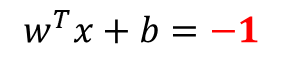 wᵀx + b = −1